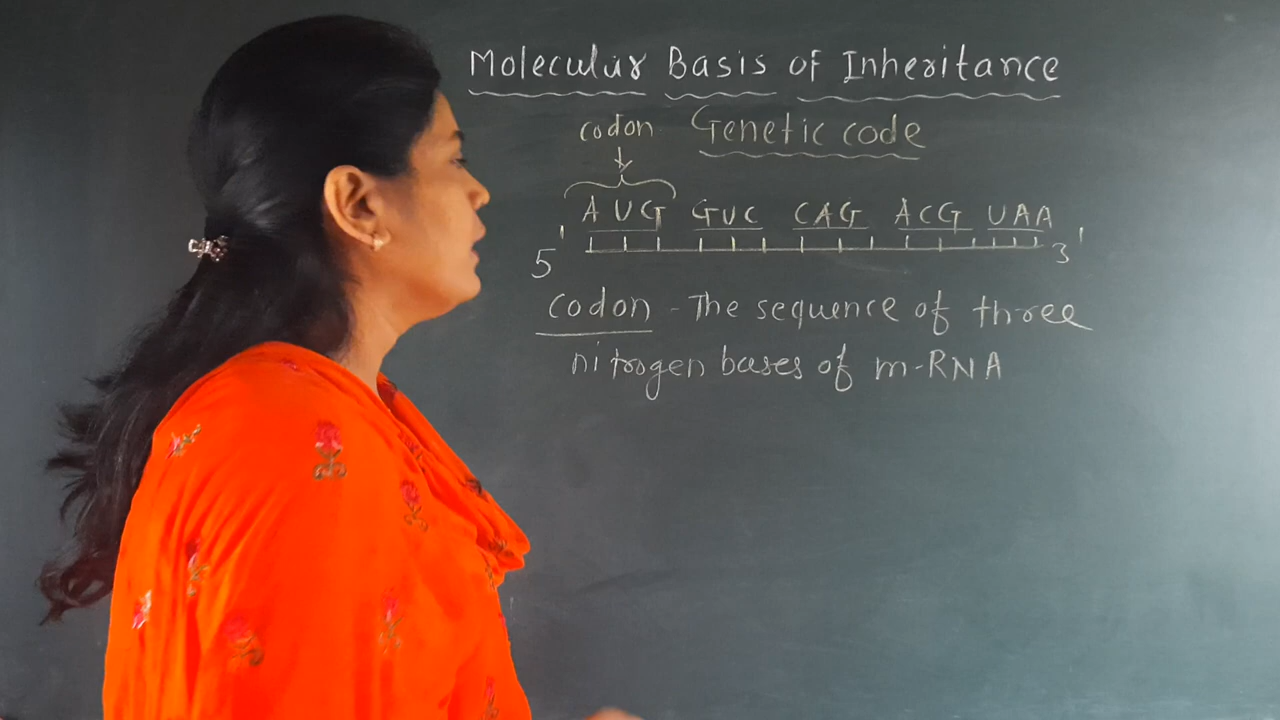 Molecular Basis of Inheritance
codon Genetic code
AUG GUC CAG ACG UAA
5' 3'
codon - The sequence of three
nitrogen bases of m-RNA